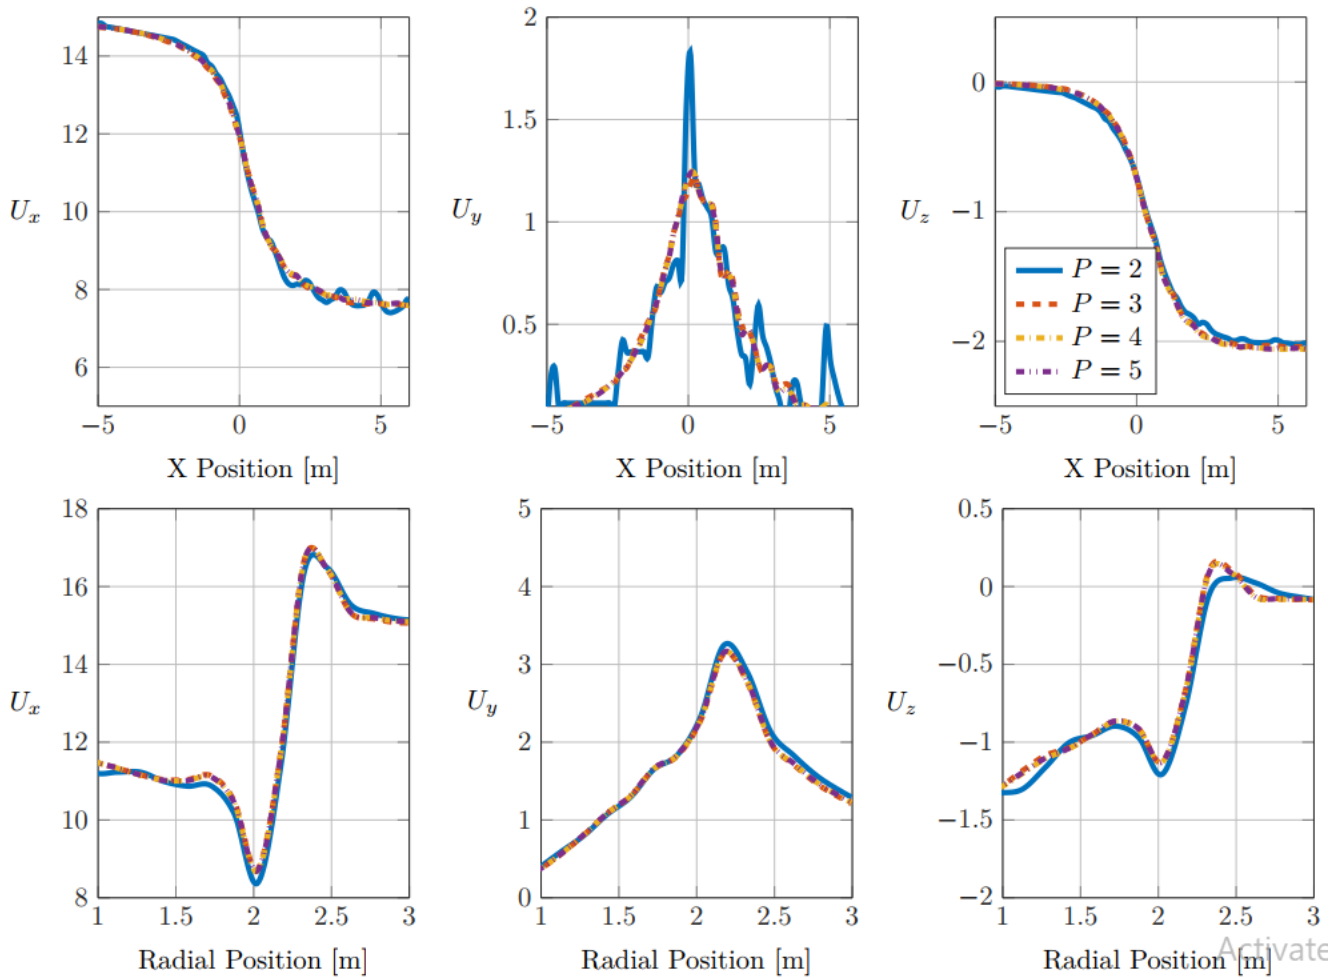 14
12
10
8
6
U_x
−5 0 5
X Position [m]
2
1.5
1
0.5
U_y
−5 0 5
X Position [m]
0
−1
−2
U_z
P = 2
P = 3
P = 4
P = 5
−5 0 5
X Position [m]
18
16
14
12
10
8
U_x
1 1.5 2 2.5 3
Radial Position [m]
5
4
3
2
1
0
U_y
1 1.5 2 2.5 3
Radial Position [m]
0.5
0
−0.5
−1
−1.5
−2
U_z
1 1.5 2 2.5 3
Radial Position [m]
Activate